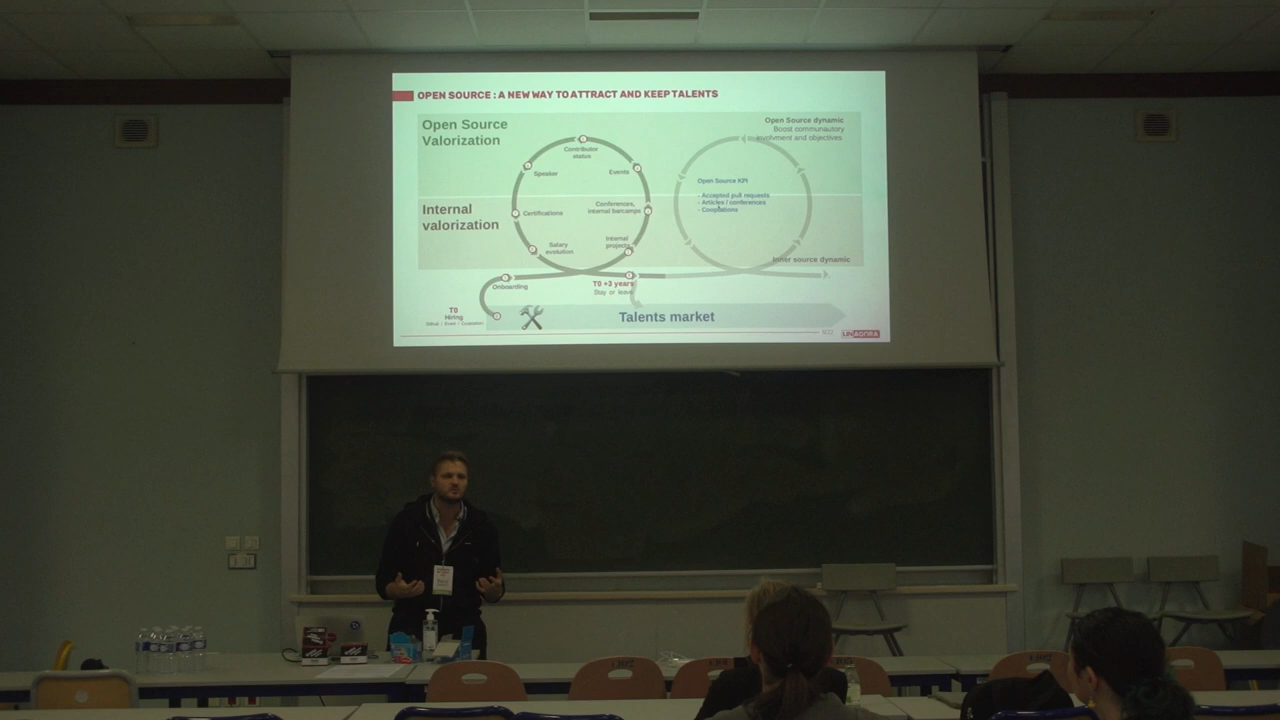 OPEN SOURCE : A NEW WAY TO ATTRACT AND KEEP TALENTS
Open Source
Valorization
Internal
valorization
Contributor
status
Speaker
Events
Certifications
Conferences,
internal barcamps
Salary
evolution
Internal
projects
Onboarding
T0 +3 years
Stay or leave
T0
Hiring
Open Source dynamic
Boost communautary
involvment and objectives
Open Source KPI
- Accepted pull requests
- Articles / conferences
- Cooptations
Inner source dynamic
Talents market
LINAGORA